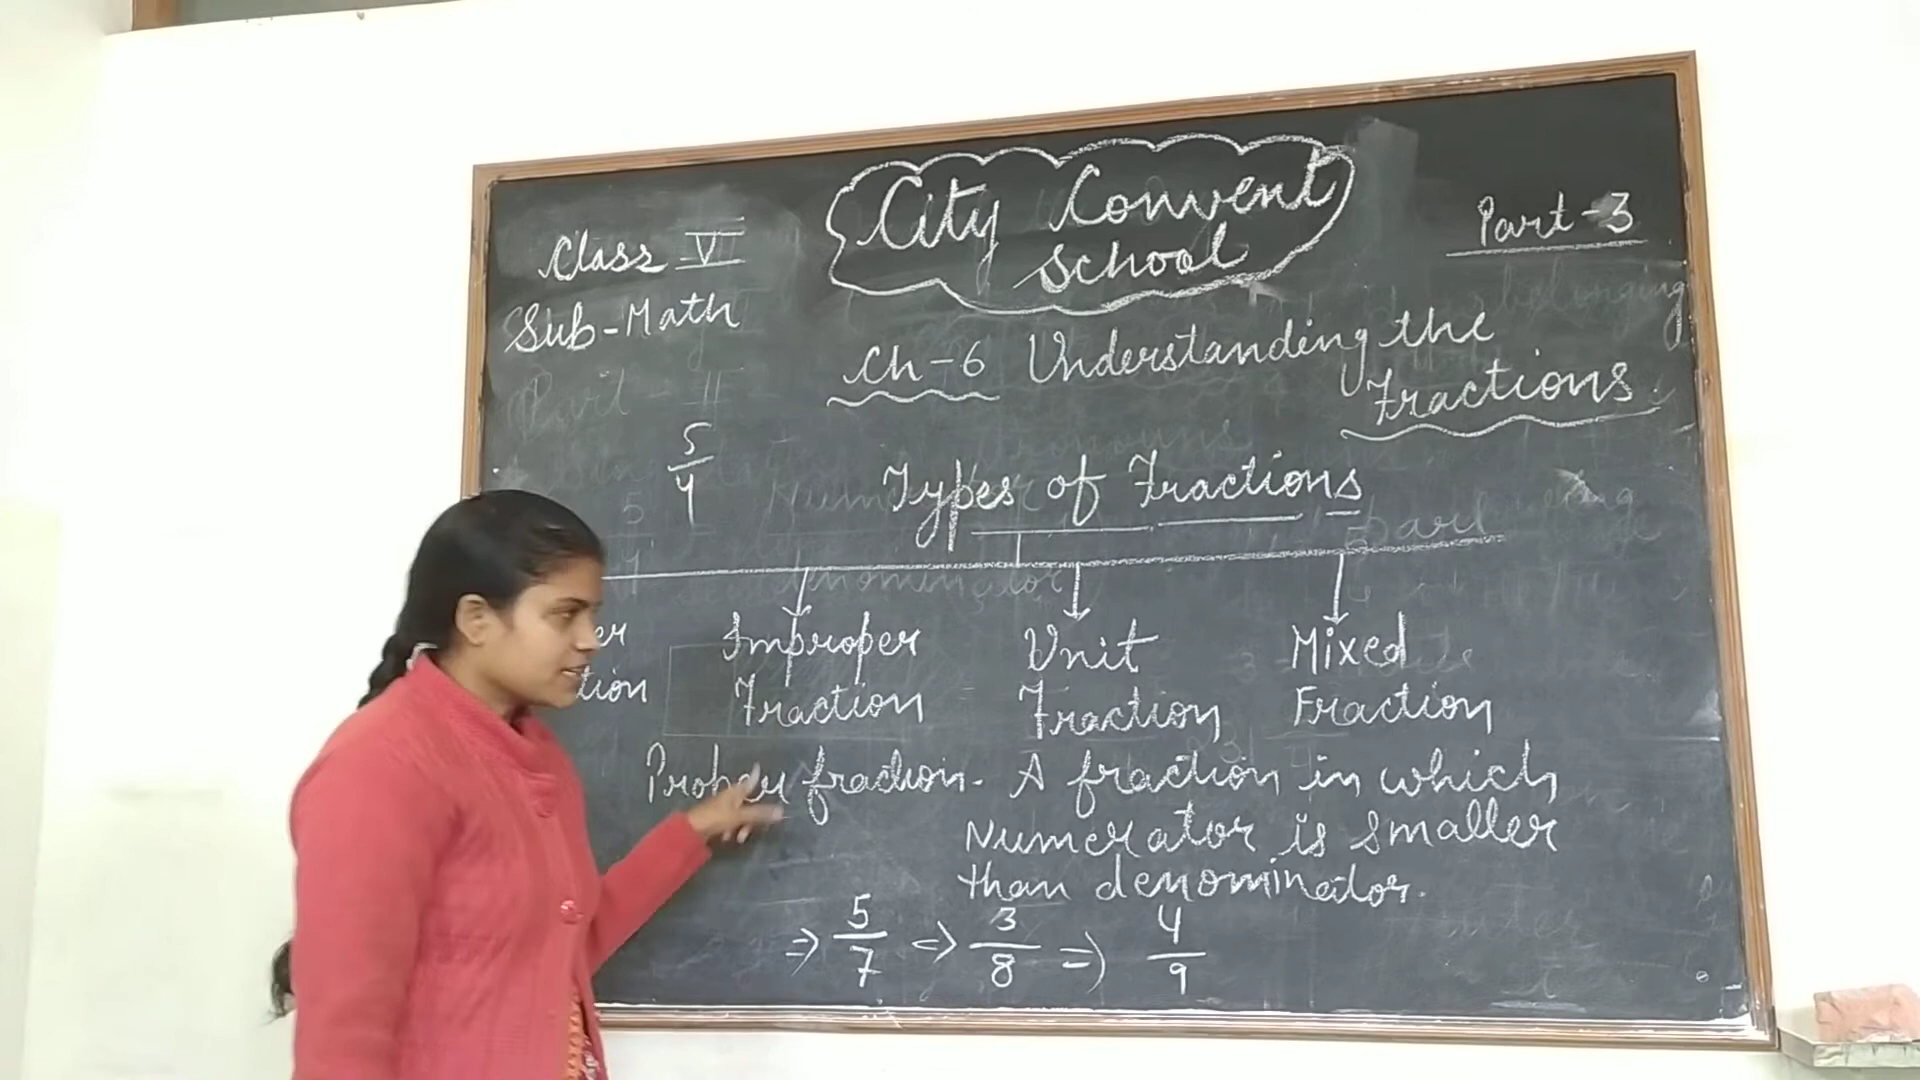 City Convent
School
Class V
Sub-Math
Part-3
Ch-6 Understanding the
Fractions
5
4
Types of Fractions
er Improper Unit Mixed
tion Fraction Fraction Fraction
Proper fraction - A fraction in which
Numerator is smaller
than denominator.
⇒ 5/7 ⇒ 3/8 ⇒ 4/9